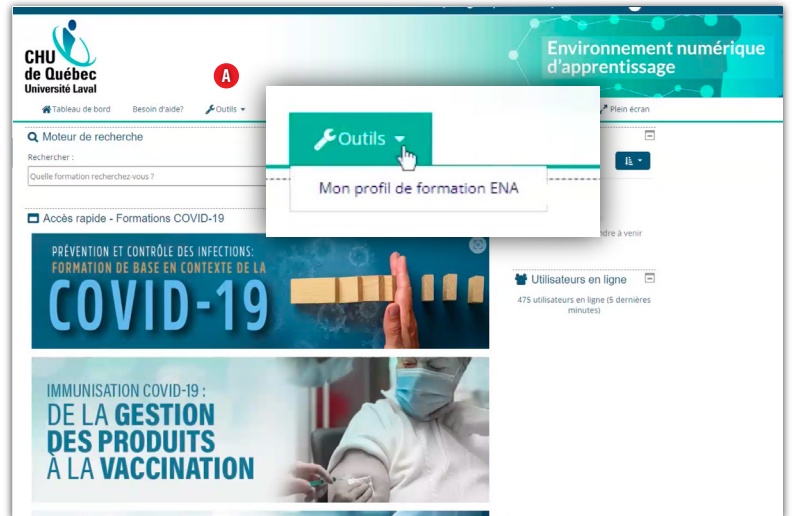 CHU
de Québec
Université Laval
A
Environnement numérique
d'apprentissage
Tableau de bord
Besoin d'aide?
Outils
Plein écran
Outils
Mon profil de formation ENA
Moteur de recherche
Rechercher :
Quelle formation recherchez-vous ?
Accès rapide - Formations COVID-19
PRÉVENTION ET CONTRÔLE DES INFECTIONS:
FORMATION DE BASE EN CONTEXTE DE LA
COVID-19
à venir
Utilisateurs en ligne
475 utilisateurs en ligne (5 dernières
minutes)
IMMUNISATION COVID-19 :
DE LA GESTION
DES PRODUITS
À LA VACCINATION